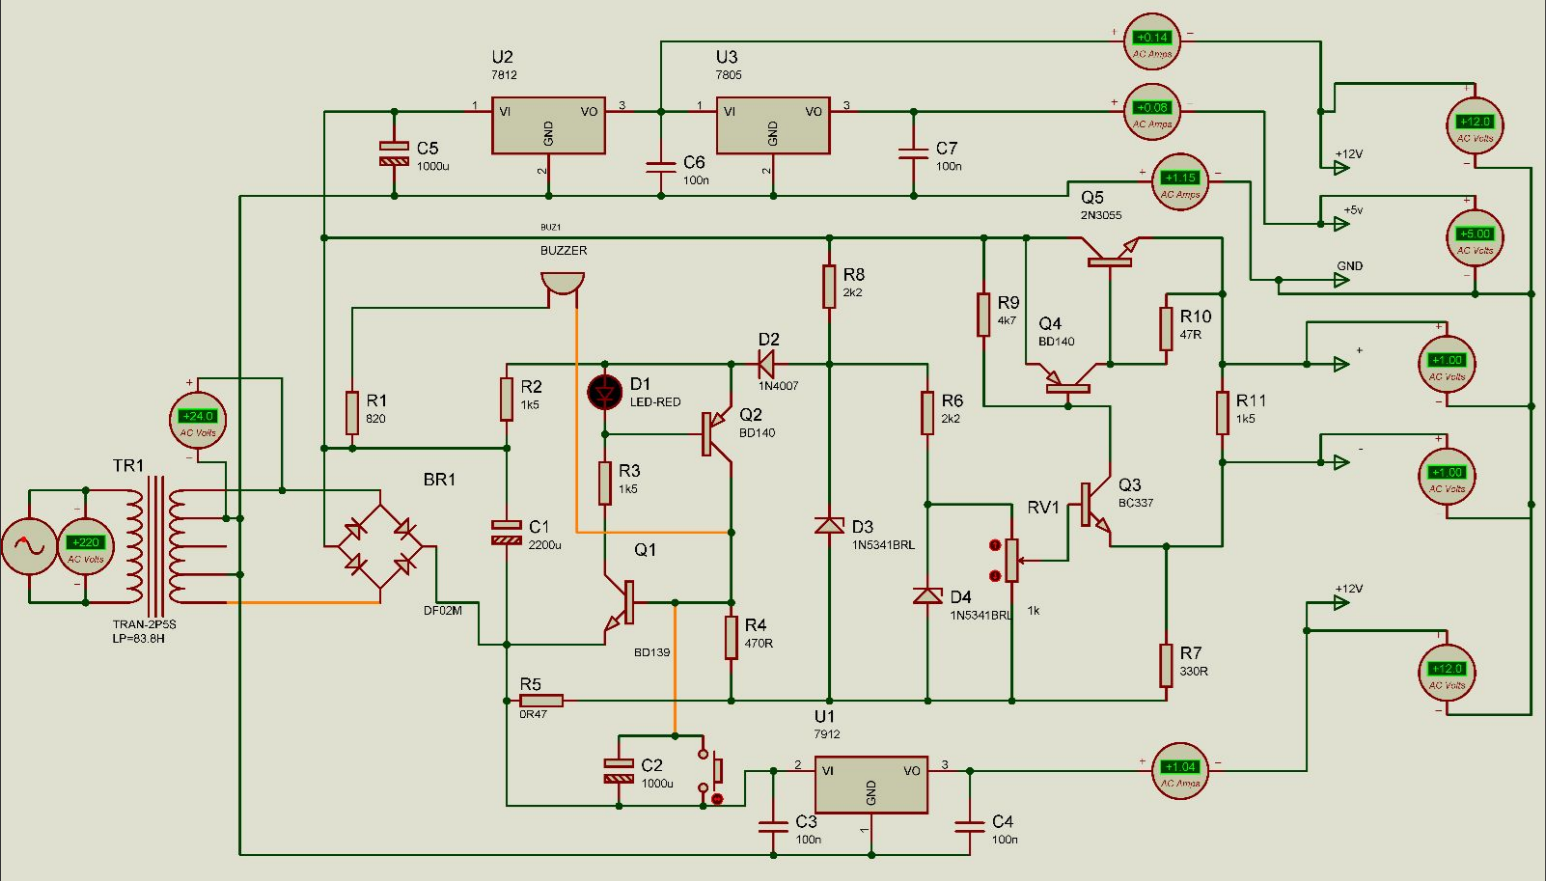 +0.14
AC Amps
U2
7812
U3
7805
1
VI
VO
3
GND
2
1
VI
VO
3
GND
2
+0.08
AC Amps
+12.0
AC Volts
C5
1000u
C6
100n
C7
100n
+12V
+1.15
AC Amps
Q5
2N3055
+5v
+5.00
AC Volts
BUZ1
BUZZER
GND
R8
2k2
R9
4k7
Q4
BD140
R10
47R
D2
1N4007
+
+1.00
AC Volts
R1
820
R2
1k5
D1
LED-RED
Q2
BD140
R6
2k2
R11
1k5
+24.0
AC Volts
-
+1.00
AC Volts
TR1
BR1
R3
1k5
Q3
BC337
RV1
+220
AC Volts
C1
2200u
Q1
D3
1N5341BRL
DF02M
D4
1N5341BRL
1k
+12V
TRAN-2P5S
LP=83.8H
BD139
R4
470R
R7
330R
+12.0
AC Volts
R5
0R47
U1
7912
C2
1000u
2
VI
VO
3
GND
1
+1.04
AC Amps
C3
100n
C4
100n